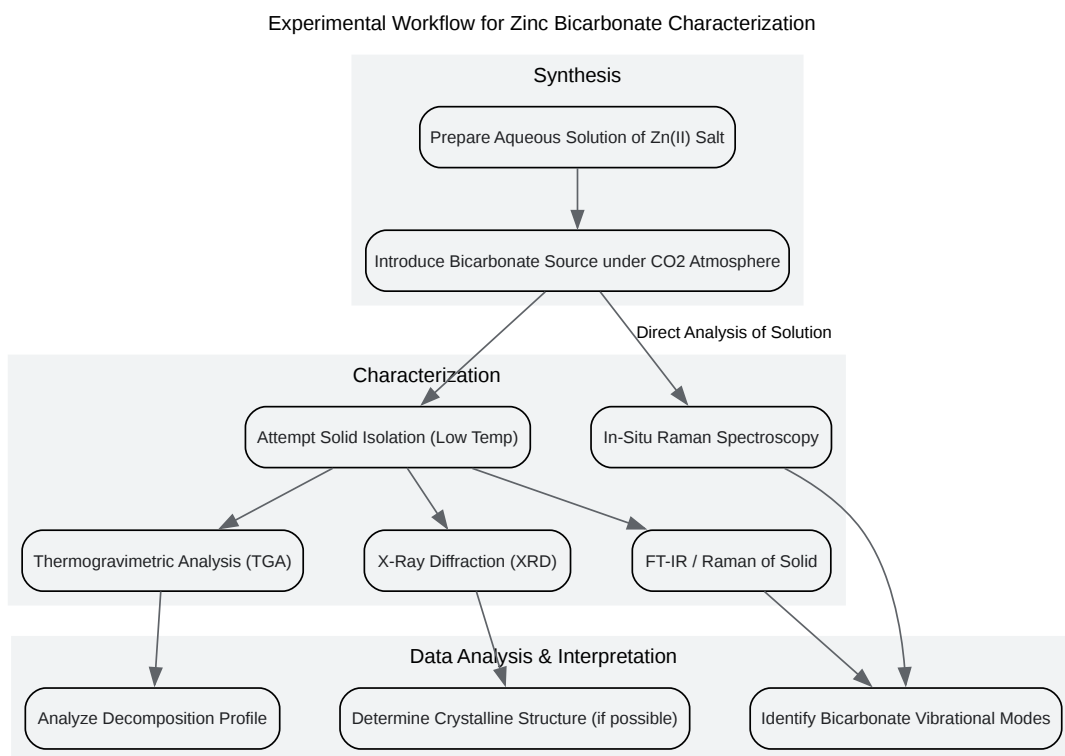 Experimental Workflow for Zinc Bicarbonate Characterization
Synthesis
Prepare Aqueous Solution of Zn(II) Salt
Introduce Bicarbonate Source under CO2 Atmosphere
Direct Analysis of Solution
Characterization
Attempt Solid Isolation (Low Temp)
In-Situ Raman Spectroscopy
Thermogravimetric Analysis (TGA)
X-Ray Diffraction (XRD)
FT-IR / Raman of Solid
Data Analysis & Interpretation
Analyze Decomposition Profile
Determine Crystalline Structure (if possible)
Identify Bicarbonate Vibrational Modes